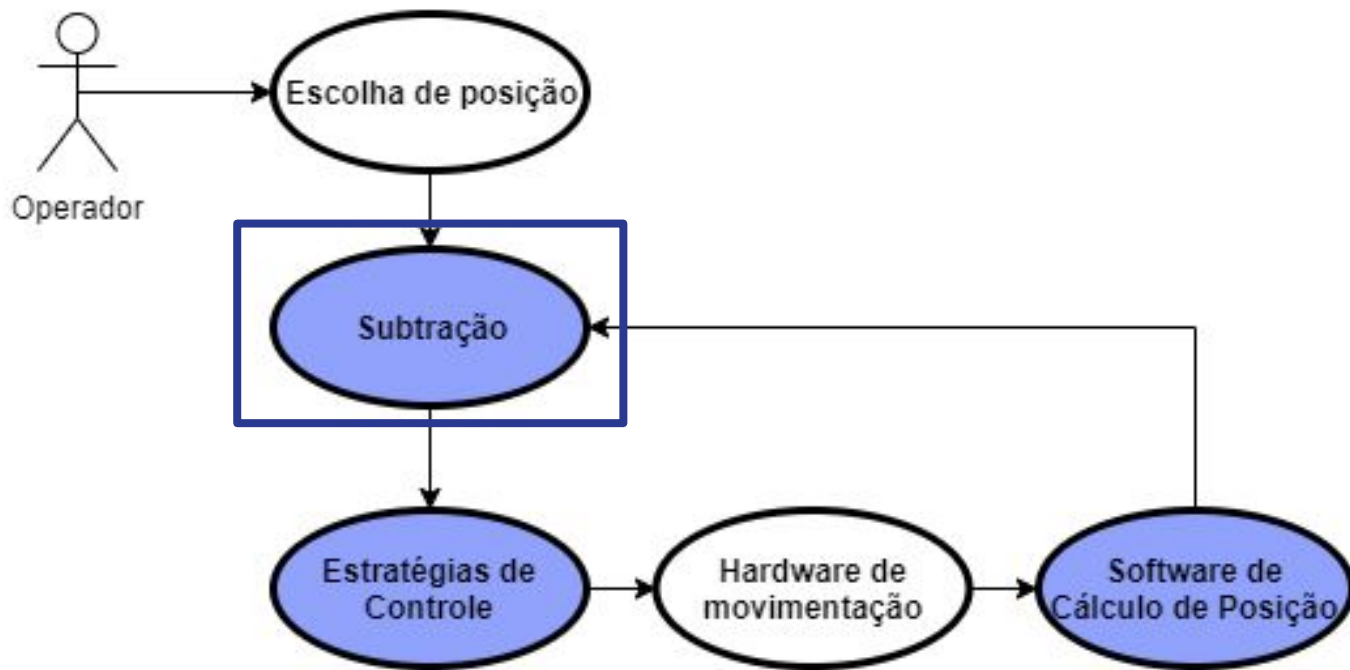 Escolha de posição
Operador
Subtração
Estratégias de
Controle
Hardware de
movimentação
Software de
Cálculo de Posição